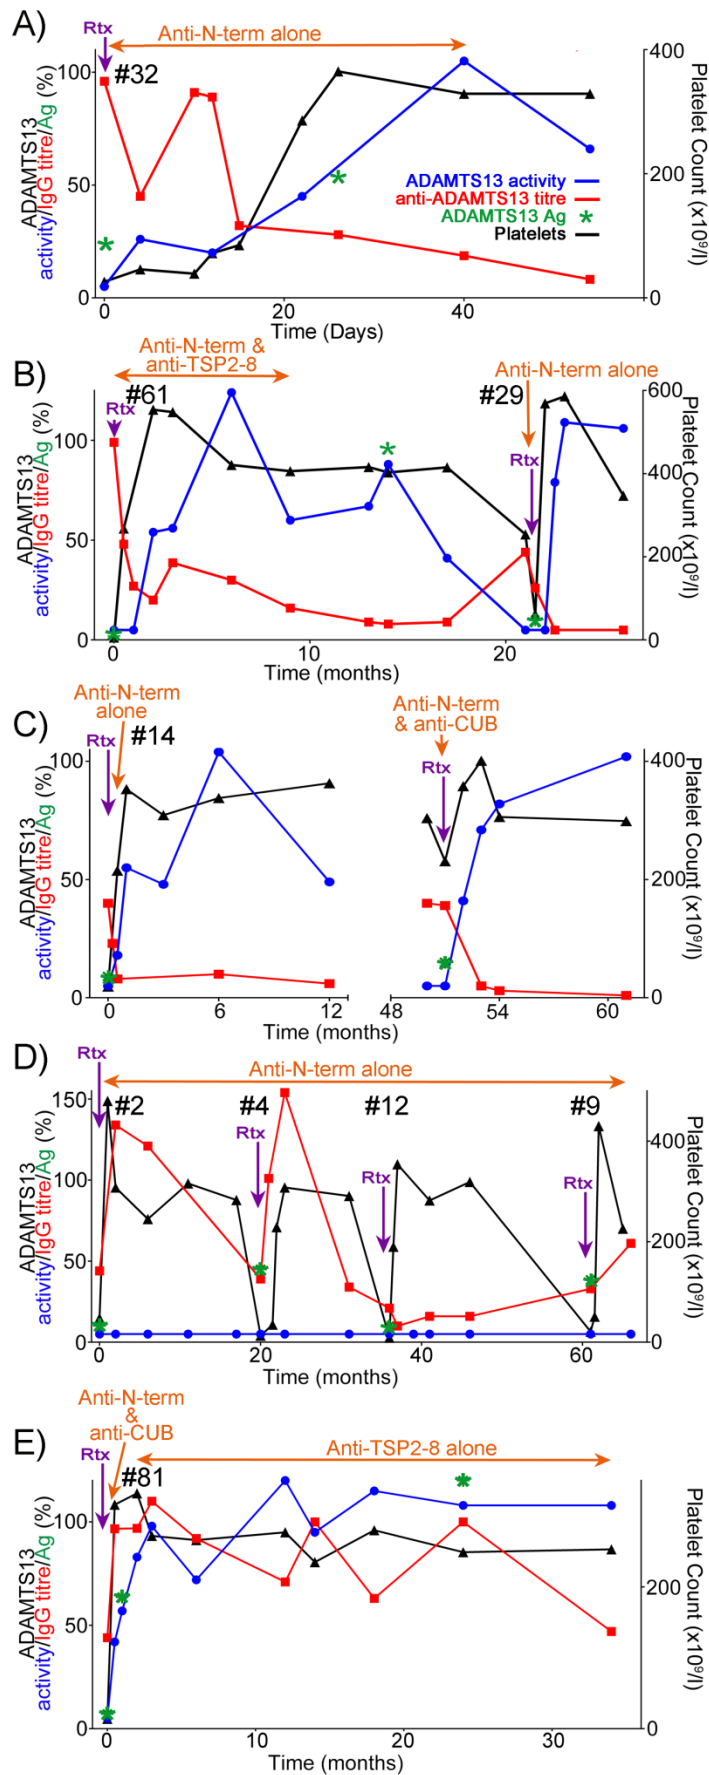 A)
Rtx
Anti-N-term alone
#32
ADAMTS13
activity/IgG titre/Ag (%)
100
50
0
400
200
0
Platelet Count (x10⁹/l)
ADAMTS13 activity
anti-ADAMTS13 titre
ADAMTS13 Ag *
Platelets
0 20 40
Time (Days)
B)
Anti-N-term &
anti-TSP2-8
Anti-N-term alone
#61
#29
Rtx
Rtx
ADAMTS13
activity/IgG titre/Ag (%)
100
50
0
600
400
200
0
Platelet Count (x10⁹/l)
0 10 20
Time (months)
C)
Anti-N-term
alone
Anti-N-term
& anti-CUB
Rtx
#14
Rtx
ADAMTS13
activity/IgG titre/Ag (%)
100
50
0
400
200
0
Platelet Count (x10⁹/l)
0 6 12
48 54 60
Time (months)
Time (months)
D)
Rtx
Anti-N-term alone
#2 #4 #12 #9
Rtx
Rtx
Rtx
ADAMTS13
activity/IgG titre/Ag (%)
150
100
50
0
400
200
0
Platelet Count (x10⁹/l)
0 20 40 60
Time (months)
E)
Anti-N-term
&
anti-CUB
Rtx
Anti-TSP2-8 alone
#81
ADAMTS13
activity/IgG titre/Ag (%)
100
50
0
200
0
Platelet Count (x10⁹/l)
0 10 20 30
Time (months)